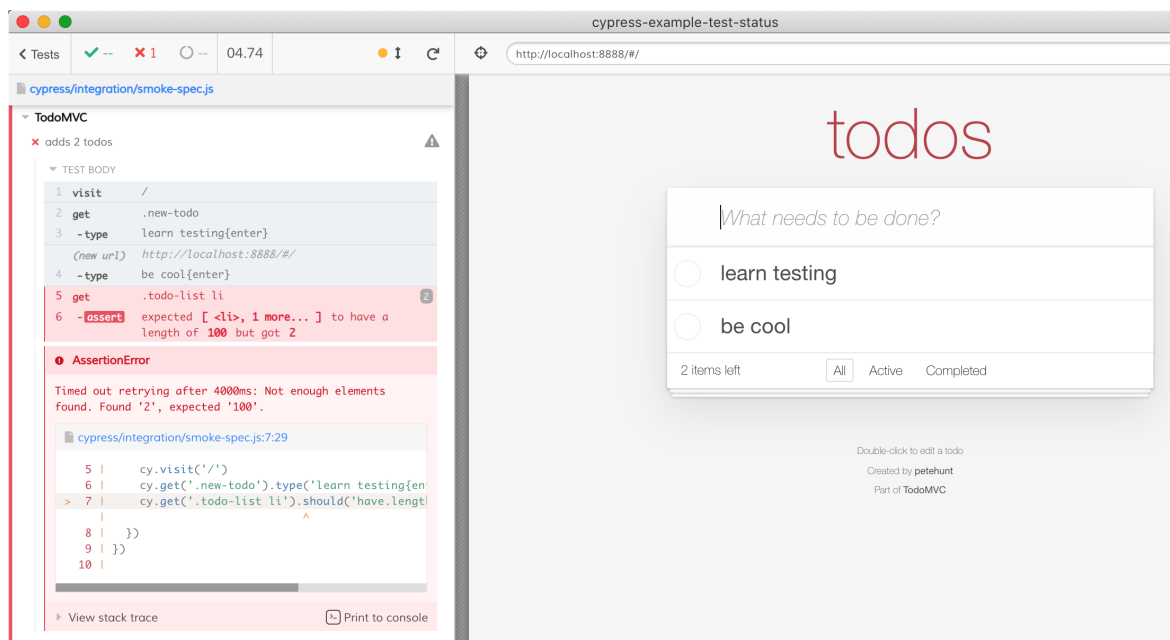 cypress-example-test-status
Tests -- 1 -- 04.74
http://localhost:8888/#/
cypress/integration/smoke-spec.js
TodoMVC
adds 2 todos
TEST BODY
1 visit /
2 get .new-todo
3 -type learn testing{enter}
(new url) http://localhost:8888/#/
4 -type be cool{enter}
5 get .todo-list li 2
6 -assert expected [ <li>, 1 more... ] to have a
length of 100 but got 2
AssertionError
Timed out retrying after 4000ms: Not enough elements
found. Found '2', expected '100'.
cypress/integration/smoke-spec.js:7:29
5 | cy.visit('/')
6 | cy.get('.new-todo').type('learn testing{en
> 7 | cy.get('.todo-list li').should('have.lengt
| ^
8 | })
9 | })
10 |
View stack trace
Print to console
todos
What needs to be done?
learn testing
be cool
2 items left All Active Completed
Double-click to edit a todo
Created by petehunt
Part of TodoMVC